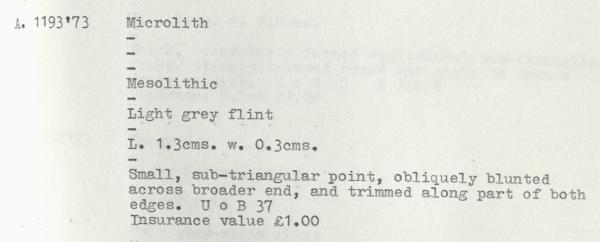 A. 1193'73 Microlith
-
-
-
-
Mesolithic
-
Light grey flint
-
L. 1.3cms. w. 0.3cms.
-
Small, sub-triangular point, obliquely blunted
across broader end, and trimmed along part of both
edges. U o B 37
Insurance value £1.00